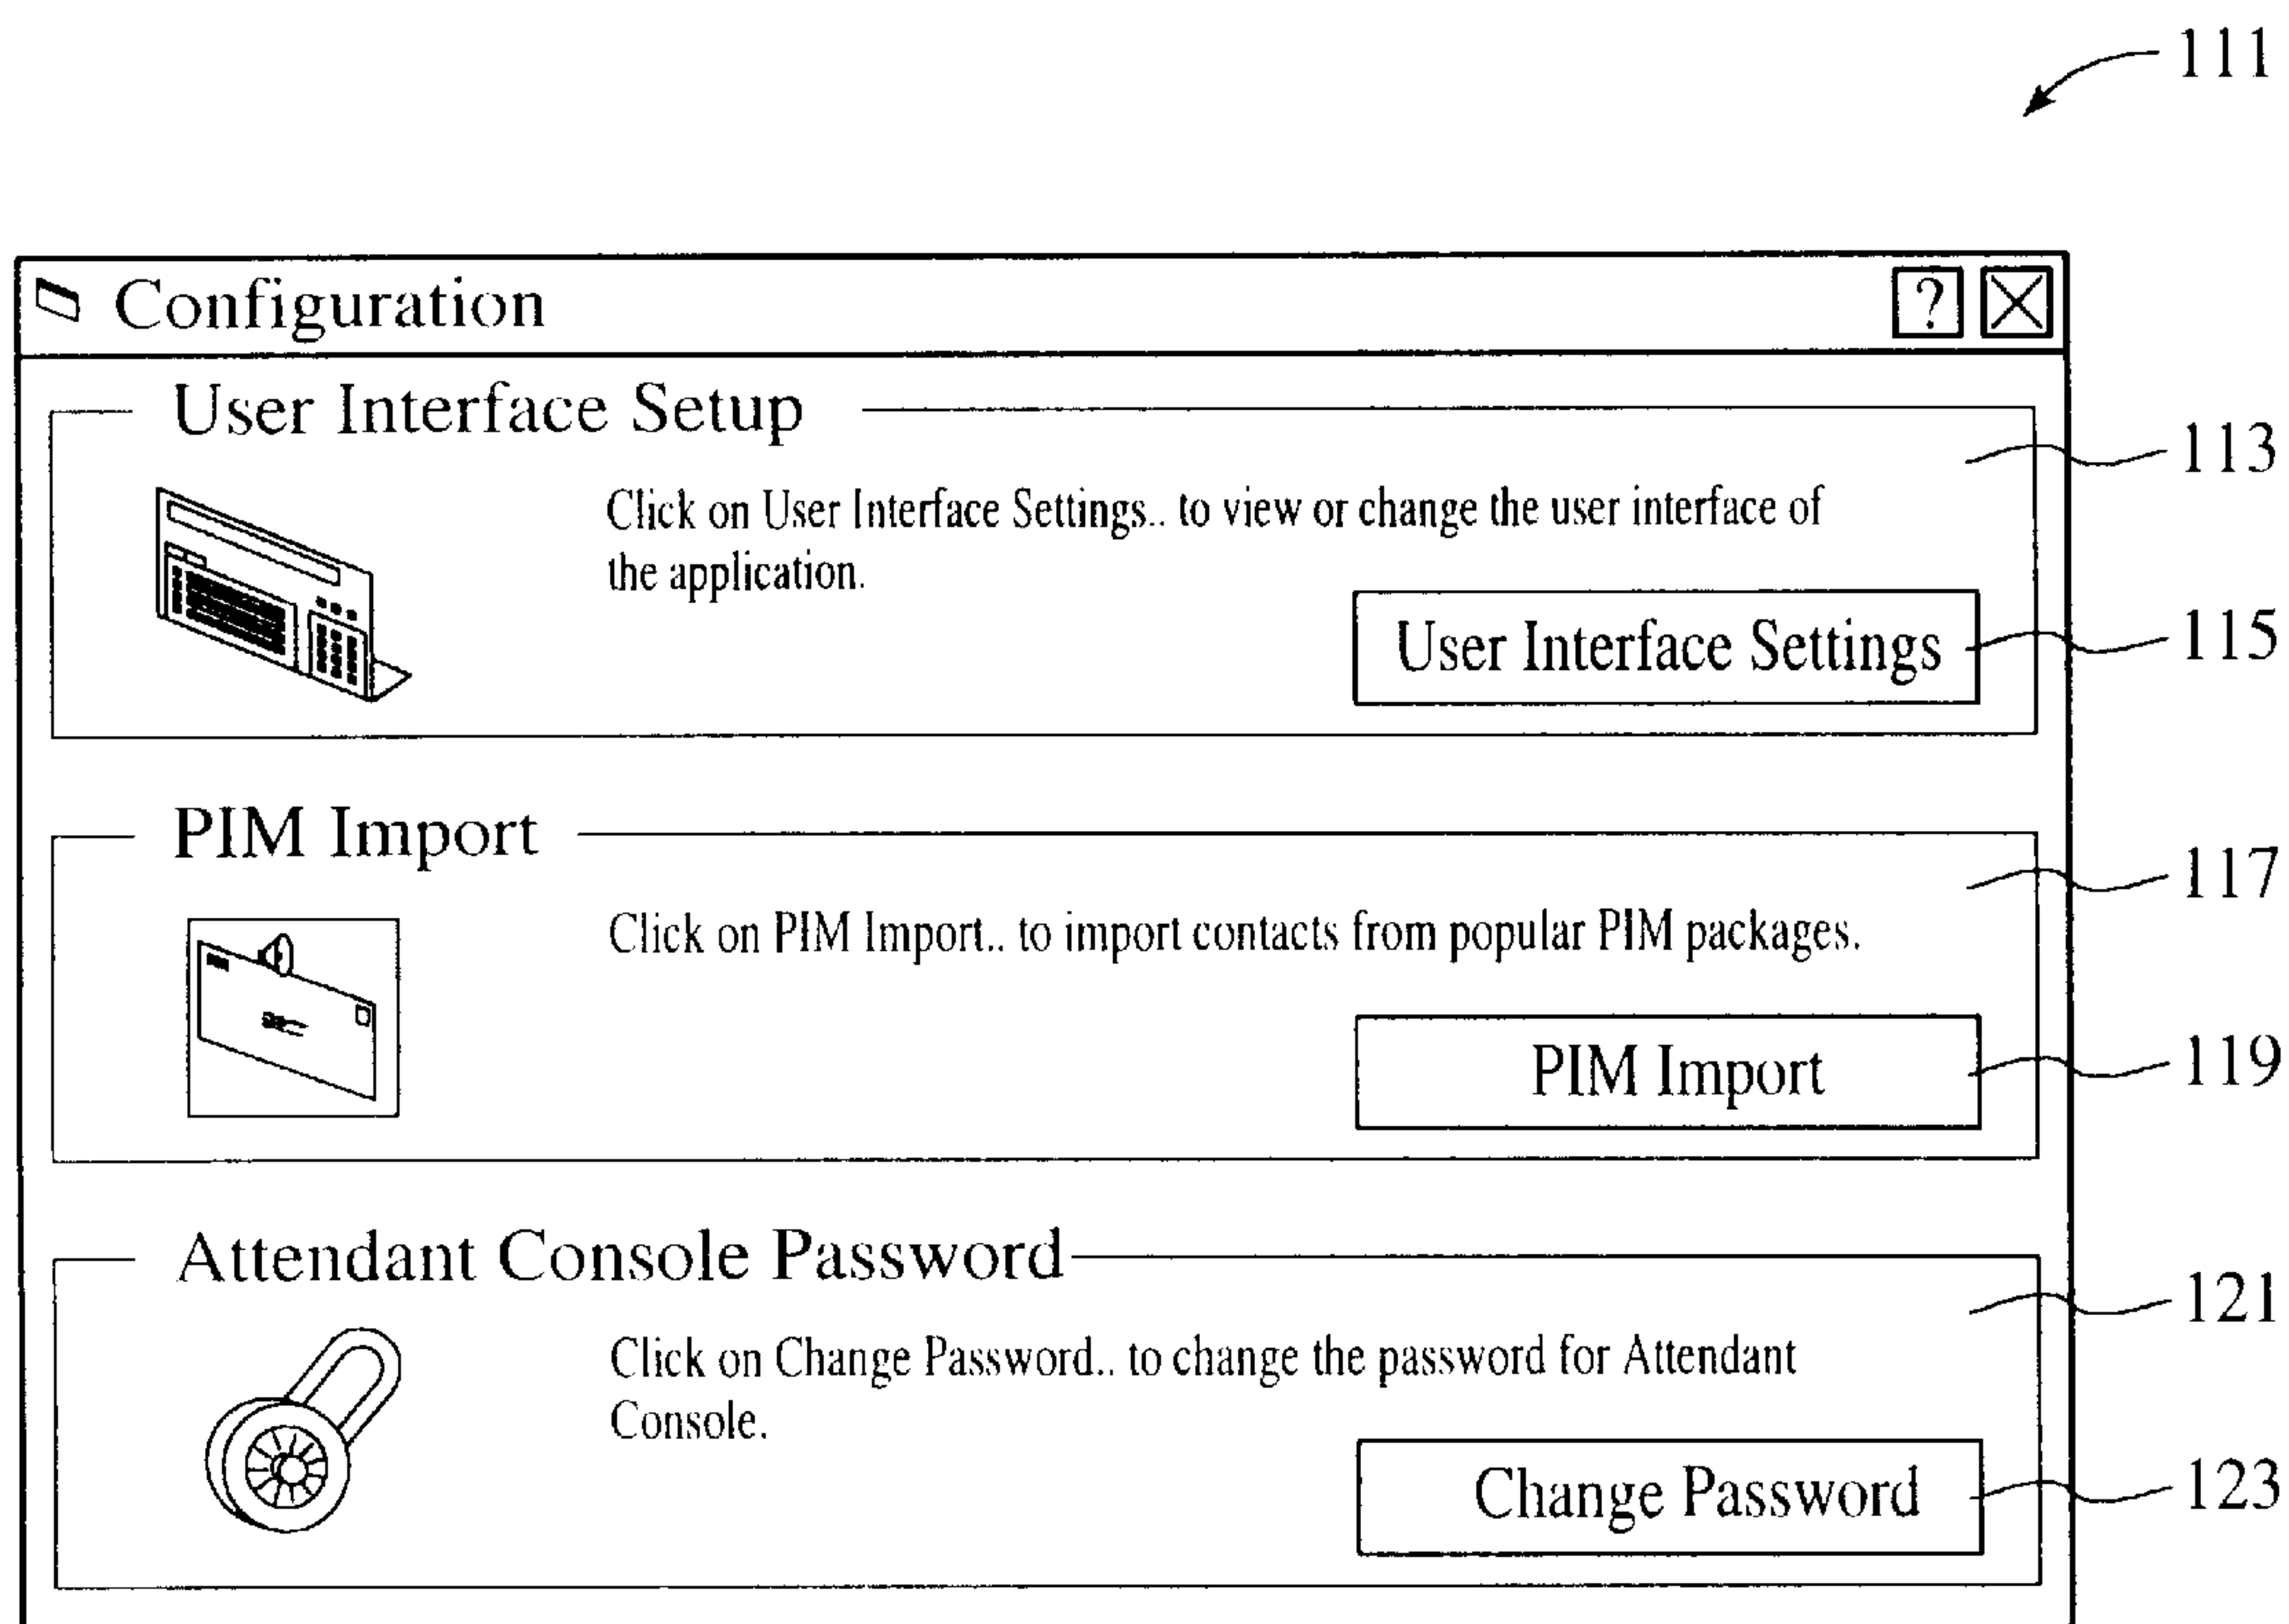 111
Configuration ?
User Interface Setup
113
Click on User Interface Settings.. to view or change the user interface of
the application.
User Interface Settings
115
PIM Import
117
Click on PIM Import.. to import contacts from popular PIM packages.
PIM Import
119
Attendant Console Password
121
Click on Change Password.. to change the password for Attendant
Console.
Change Password
123